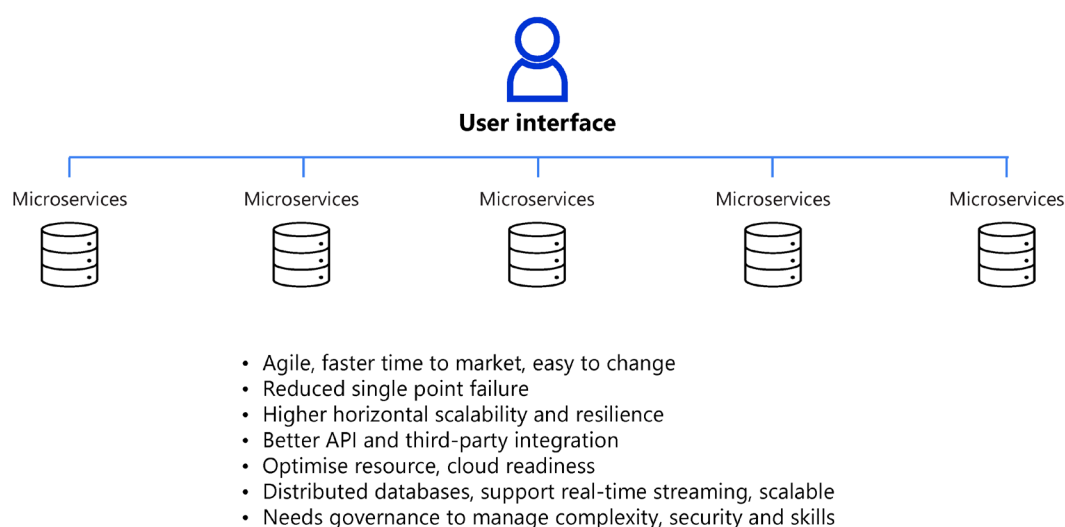 User interface
Microservices Microservices Microservices Microservices Microservices
• Agile, faster time to market, easy to change
• Reduced single point failure
• Higher horizontal scalability and resilience
• Better API and third-party integration
• Optimise resource, cloud readiness
• Distributed databases, support real-time streaming, scalable
• Needs governance to manage complexity, security and skills